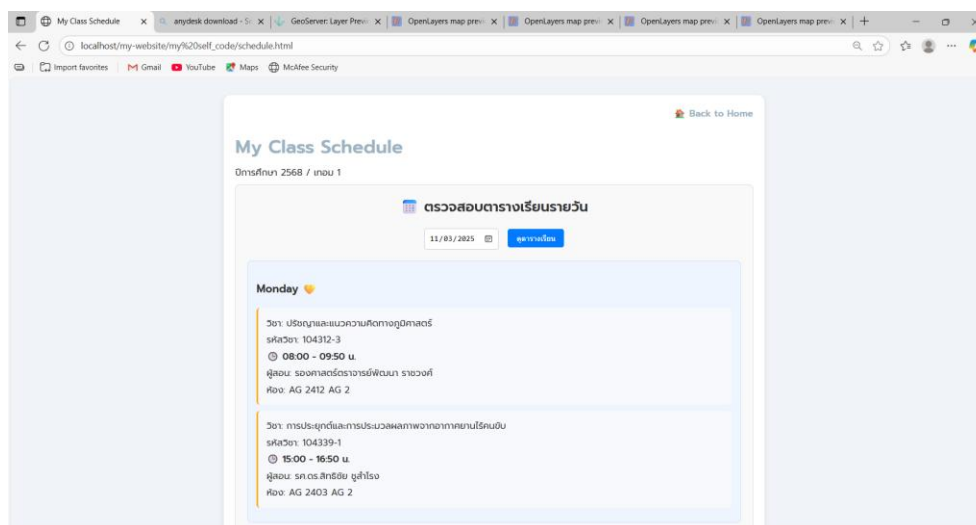 My Class Schedule
anydesk download - Se
GeoServer: Layer Previ
OpenLayers map previ
OpenLayers map previ
OpenLayers map previ
OpenLayers map previ
localhost/my-website/my%20self_code/schedule.html
Import favorites
Gmail
YouTube
Maps
McAfee Security
Back to Home
My Class Schedule
ปีการศึกษา 2568 / เทอม 1
ตรวจสอบตารางเรียนรายวัน
11/03/2025
ดูตารางเรียน
Monday
วิชา: ปรัชญาและแนวความคิดทางภูมิศาสตร์
รหัสวิชา: 104312-3
08:00 - 09:50 น.
ผู้สอน: รองศาสตร์ตราจารย์พัฒนา ราชวงศ์
ห้อง: AG 2412 AG 2
วิชา: การประยุกต์และการประมวลผลภาพจากอากาศยานไร้คนขับ
รหัสวิชา: 104339-1
15:00 - 16:50 น.
ผู้สอน: รศ.ดร.สิทธิชัย ชูสำโรง
ห้อง: AG 2403 AG 2